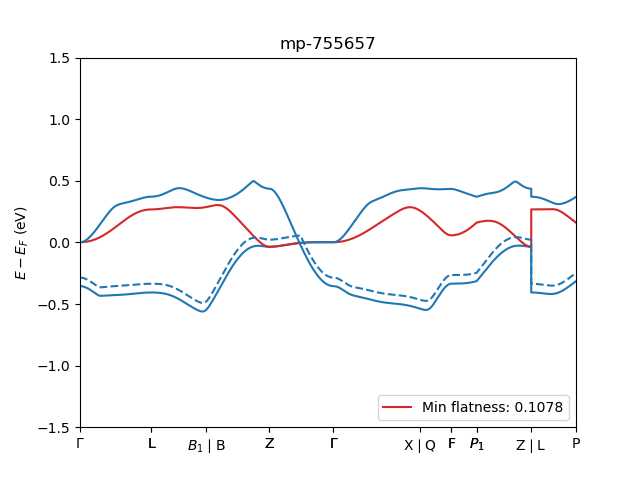 mp-755657
E − E_F (eV)
1.5
1.0
0.5
0.0
−0.5
−1.0
−1.5
Min flatness: 0.1078
Γ L B₁ | B Z Γ X | Q F P₁ Z | L P